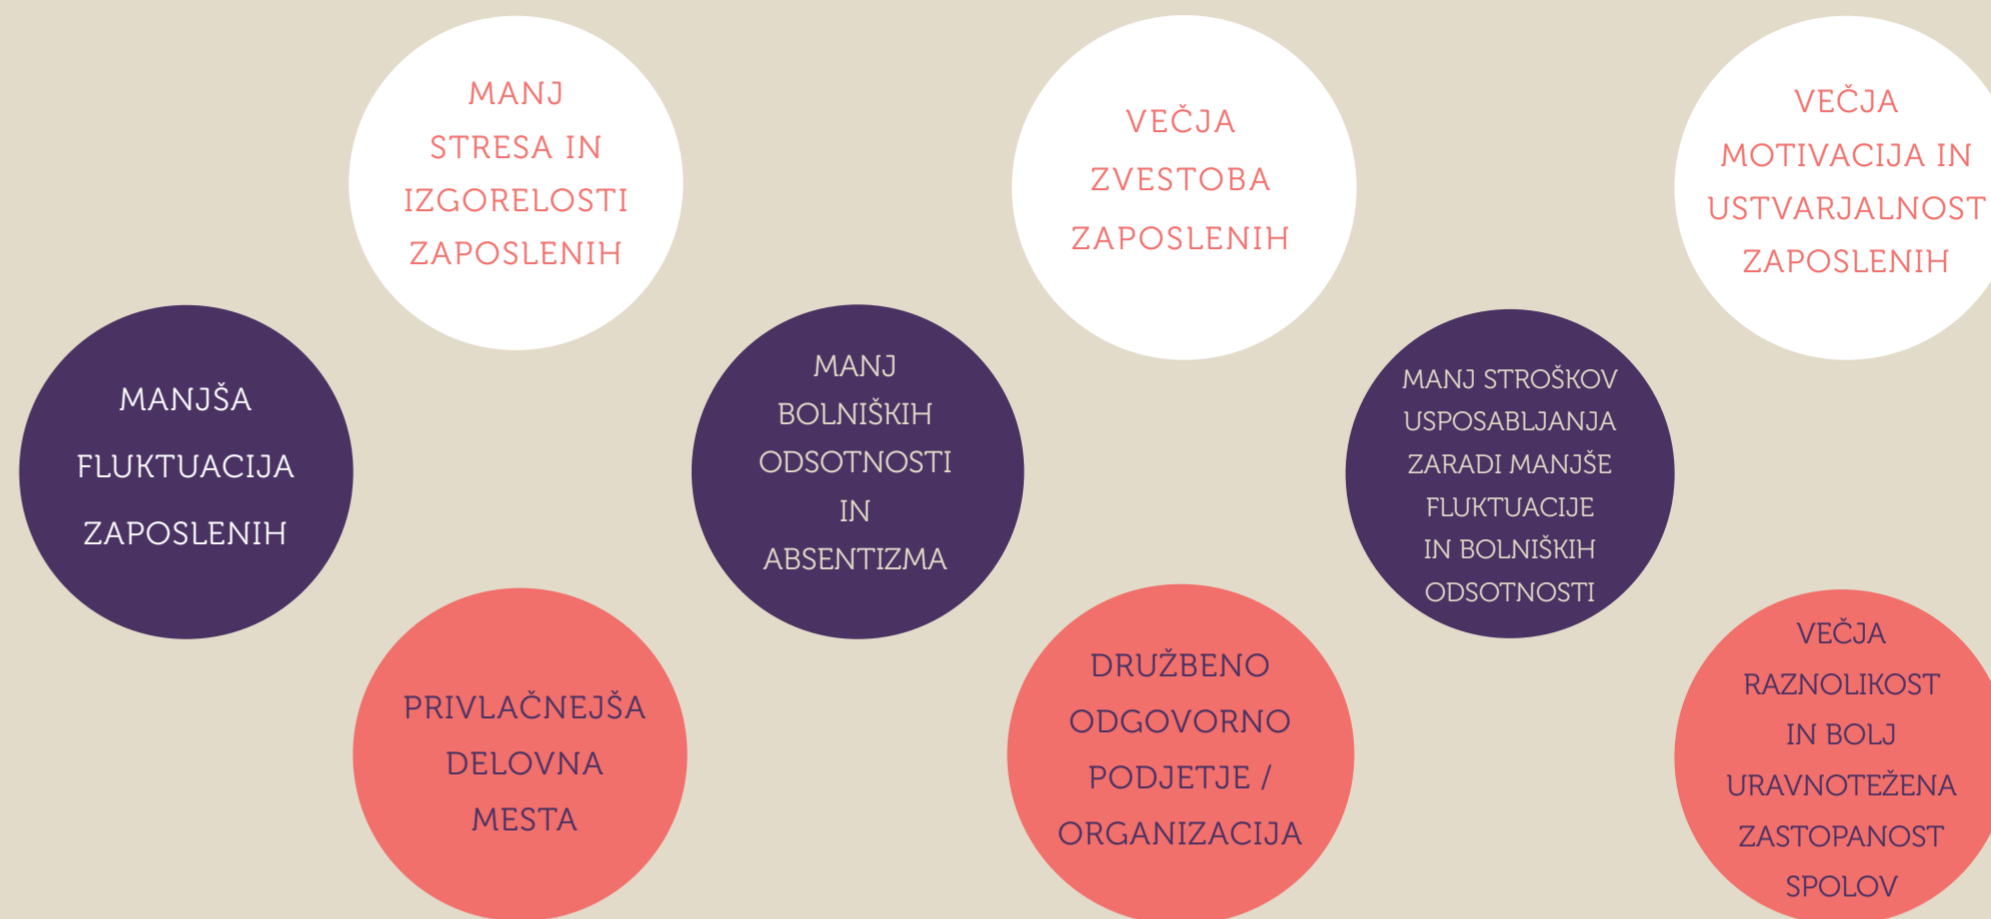 MANJ
STRESA IN
IZGORELOSTI
ZAPOSLENIH
VEČJA
ZVESTOBA
ZAPOSLENIH
VEČJA
MOTIVACIJA IN
USTVARJALNOST
ZAPOSLENIH
MANJŠA
FLUKTUACIJA
ZAPOSLENIH
MANJ
BOLNIŠKIH
ODSOTNOSTI
IN
ABSENTIZMA
MANJ STROŠKOV
USPOSABLJANJA
ZARADI MANJŠE
FLUKTUACIJE
IN BOLNIŠKIH
ODSOTNOSTI
PRIVLAČNEJŠA
DELOVNA
MESTA
DRUŽBENO
ODGOVORNO
PODJETJE /
ORGANIZACIJA
VEČJA
RAZNOLIKOST
IN BOLJ
URAVNOTEŽENA
ZASTOPANOST
SPOLOV